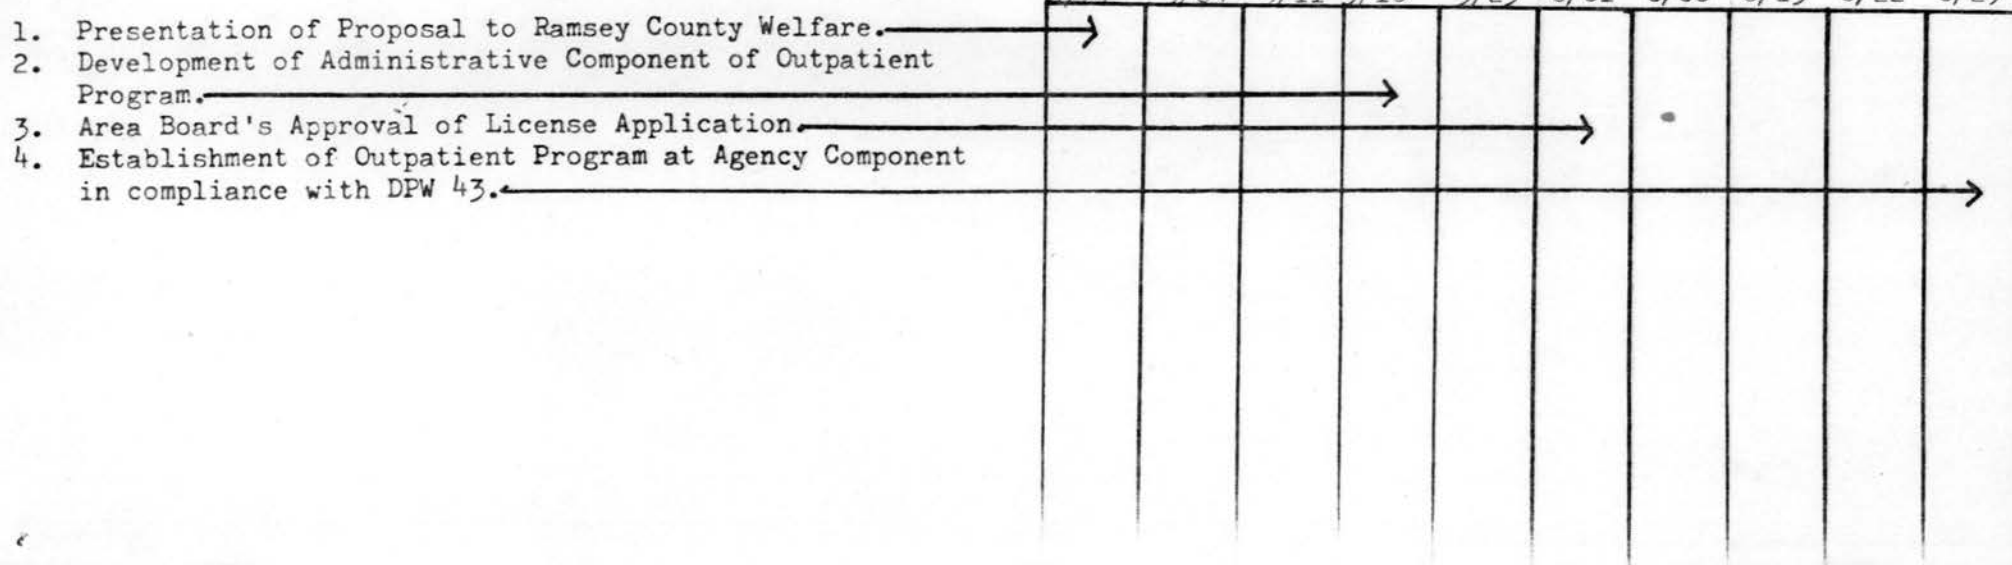 1. Presentation of Proposal to Ramsey County Welfare.
2. Development of Administrative Component of Outpatient
Program.
3. Area Board's Approval of License Application.
4. Establishment of Outpatient Program at Agency Component
in compliance with DPW 43.